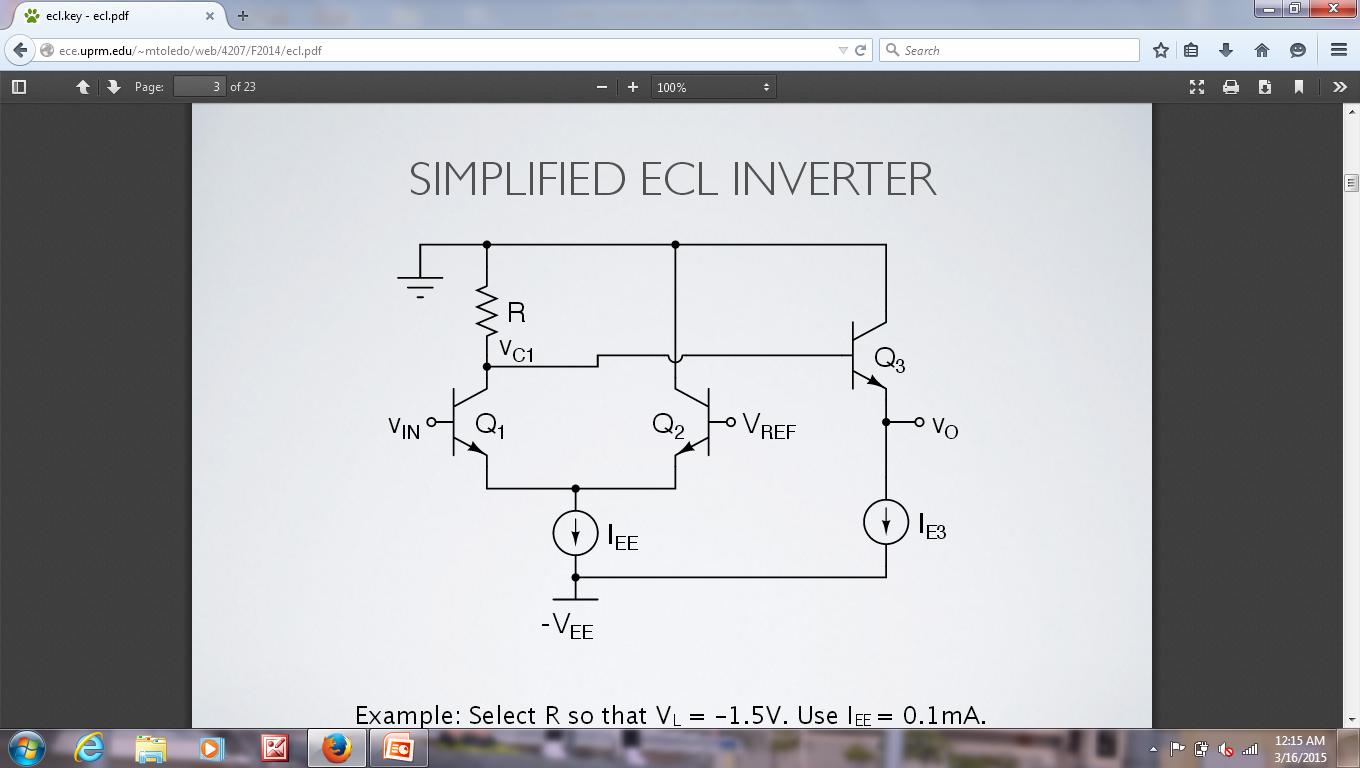 ecl.key - ecl.pdf
ece.uprm.edu/~mtoledo/web/4207/F2014/ecl.pdf
Search
Page: 3 of 23
100%
SIMPLIFIED ECL INVERTER
R
VC1
Q3
VIN
Q1
Q2
VREF
VO
IEE
IE3
-VEE
Example: Select R so that VL = -1.5V. Use IEE = 0.1mA.
12:15 AM
3/16/2015